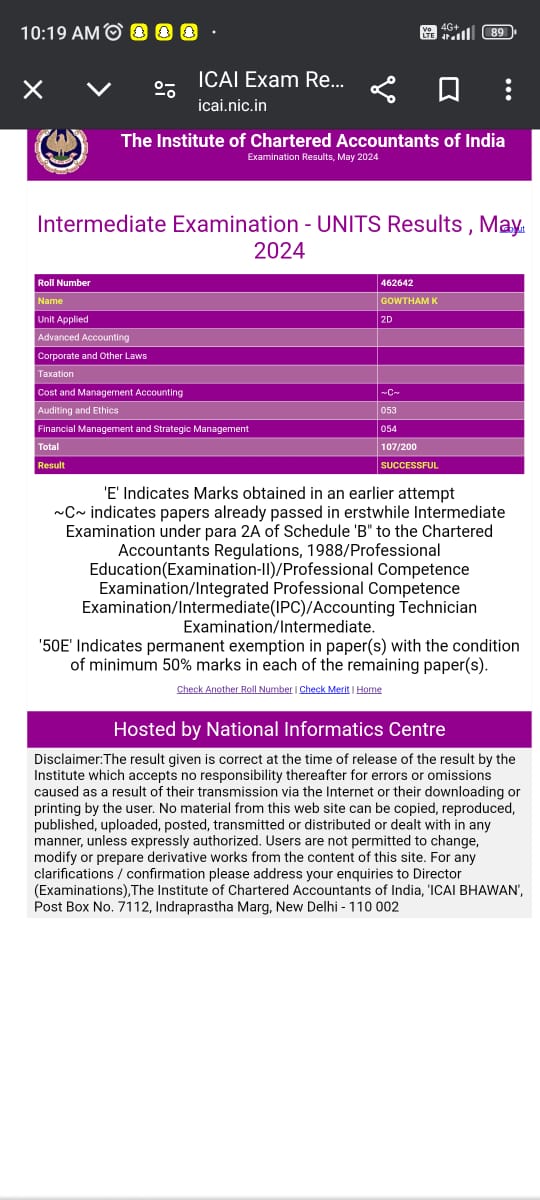 10:19 AM
Vo LTE 4G+ 89
ICAI Exam Re...
icai.nic.in
The Institute of Chartered Accountants of India
Examination Results, May 2024
Intermediate Examination - UNITS Results , May
2024
Roll Number 462642
Name GOWTHAM K
Unit Applied 2D
Advanced Accounting
Corporate and Other Laws
Taxation
Cost and Management Accounting ~C~
Auditing and Ethics 053
Financial Management and Strategic Management 054
Total 107/200
Result SUCCESSFUL
'E' Indicates Marks obtained in an earlier attempt
~C~ indicates papers already passed in erstwhile Intermediate
Examination under para 2A of Schedule 'B" to the Chartered
Accountants Regulations, 1988/Professional
Education(Examination-II)/Professional Competence
Examination/Integrated Professional Competence
Examination/Intermediate(IPC)/Accounting Technician
Examination/Intermediate.
'50E' Indicates permanent exemption in paper(s) with the condition
of minimum 50% marks in each of the remaining paper(s).
Check Another Roll Number | Check Merit | Home
Hosted by National Informatics Centre
Disclaimer:The result given is correct at the time of release of the result by the
Institute which accepts no responsibility thereafter for errors or omissions
caused as a result of their transmission via the Internet or their downloading or
printing by the user. No material from this web site can be copied, reproduced,
published, uploaded, posted, transmitted or distributed or dealt with in any
manner, unless expressly authorized. Users are not permitted to change,
modify or prepare derivative works from the content of this site. For any
clarifications / confirmation please address your enquiries to Director
(Examinations),The Institute of Chartered Accountants of India, 'ICAI BHAWAN',
Post Box No. 7112, Indraprastha Marg, New Delhi - 110 002